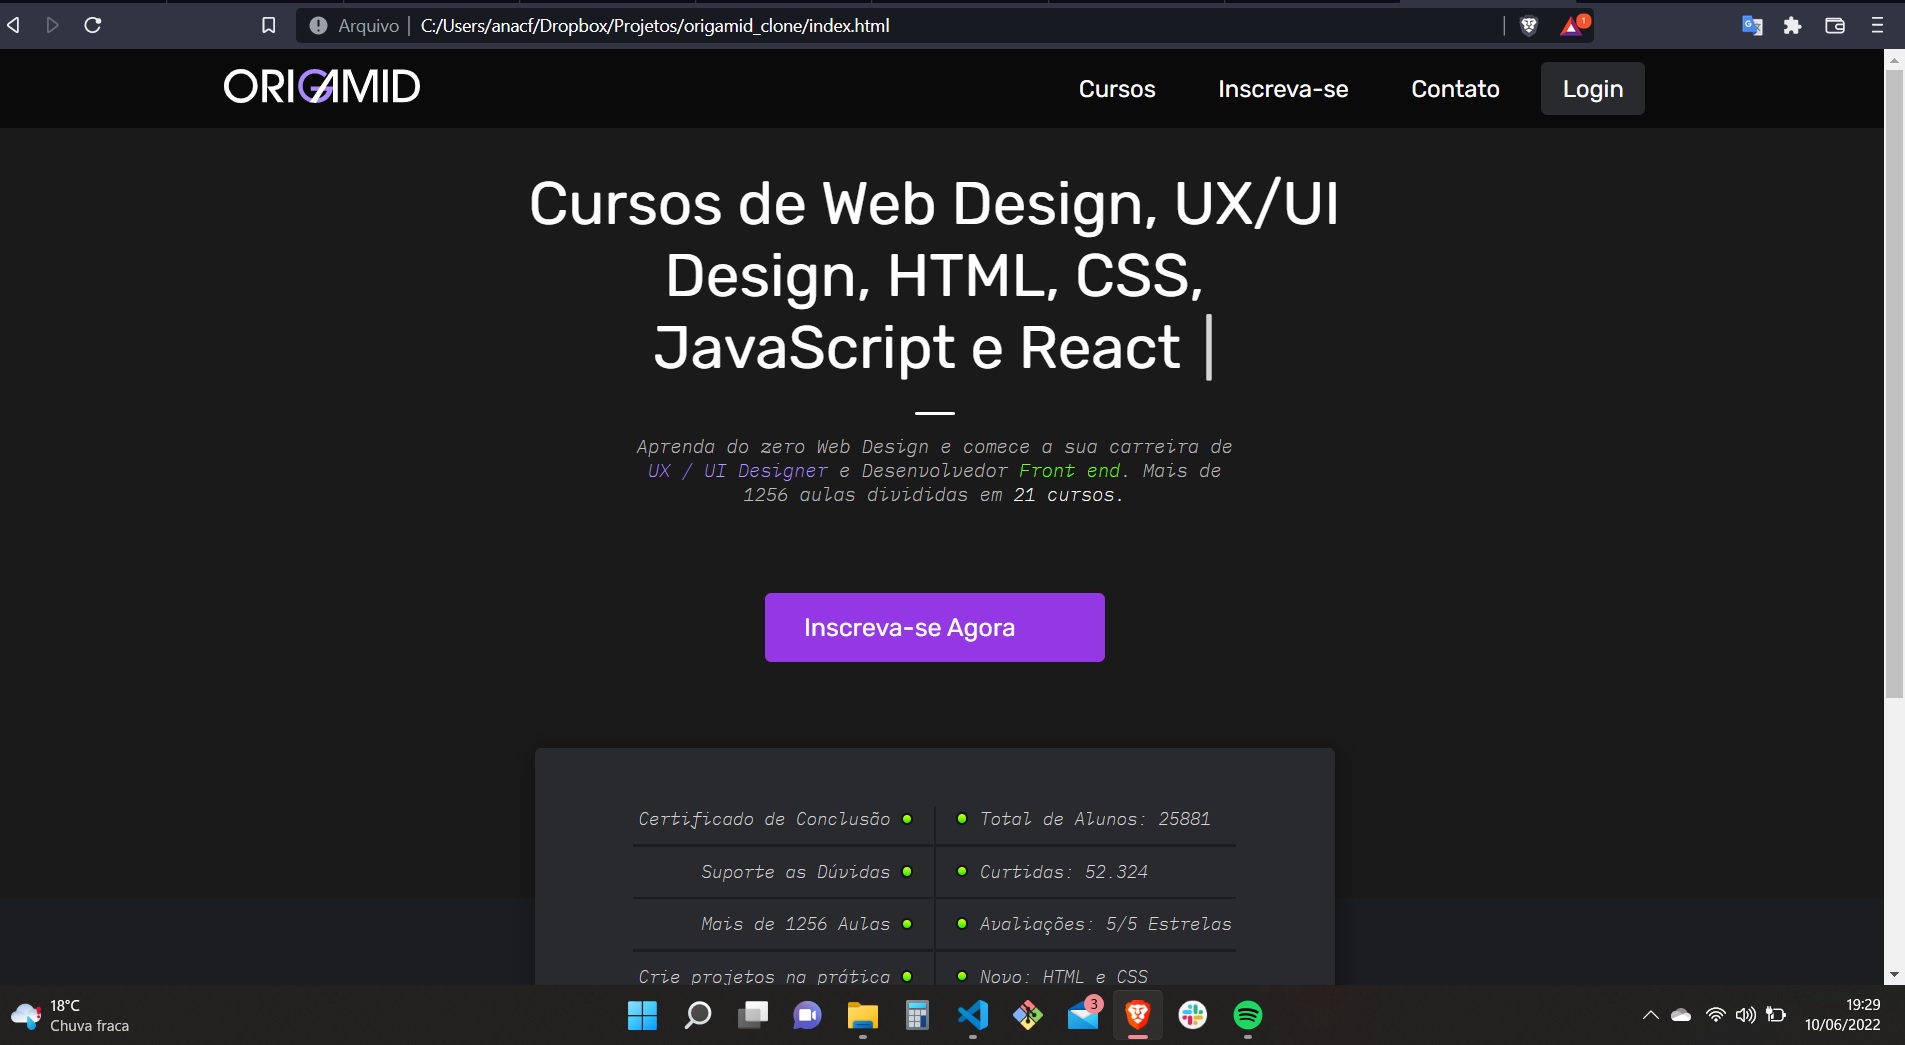 Arquivo | C:/Users/anacf/Dropbox/Projetos/origamid_clone/index.html
1
ORIGAMID
Cursos
Inscreva-se
Contato
Login
Cursos de Web Design, UX/UI
Design, HTML, CSS,
JavaScript e React |
Aprenda do zero Web Design e comece a sua carreira de
UX / UI Designer e Desenvolvedor Front end. Mais de
1256 aulas divididas em 21 cursos.
Inscreva-se Agora
Certificado de Conclusão
Total de Alunos: 25881
Suporte as Dúvidas
Curtidas: 52.324
Mais de 1256 Aulas
Avaliações: 5/5 Estrelas
Crie projetos na prática
Novo: HTML e CSS
18°C
Chuva fraca
3
19:29
10/06/2022